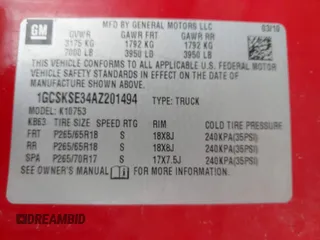 GM
MFD BY GENERAL MOTORS LLC
03/10
GVWR GAWR FRT GAWR RR
3175 KG 1792 KG 1792 KG
7000 LB 3950 LB 3950 LB
THIS VEHICLE CONFORMS TO ALL APPLICABLE U.S. FEDERAL MOTOR
VEHICLE SAFETY STANDARDS IN EFFECT ON THE DATE OF
MANUFACTURE SHOWN ABOVE.
1GCSKSE34AZ201494 TYPE: TRUCK
MODEL: K10753
KB63 TIRE SIZE SPEED RTG RIM COLD TIRE PRESSURE
FRT P265/65R18 S 18X8J 240KPA(35PSI)
RR P265/65R18 S 18X8J 240KPA(35PSI)
SPA P265/70R17 S 17X7.5J 240KPA(35PSI)
SEE OWNER'S MANUAL FOR ADDITIONAL INFORMATION
DREAMBID